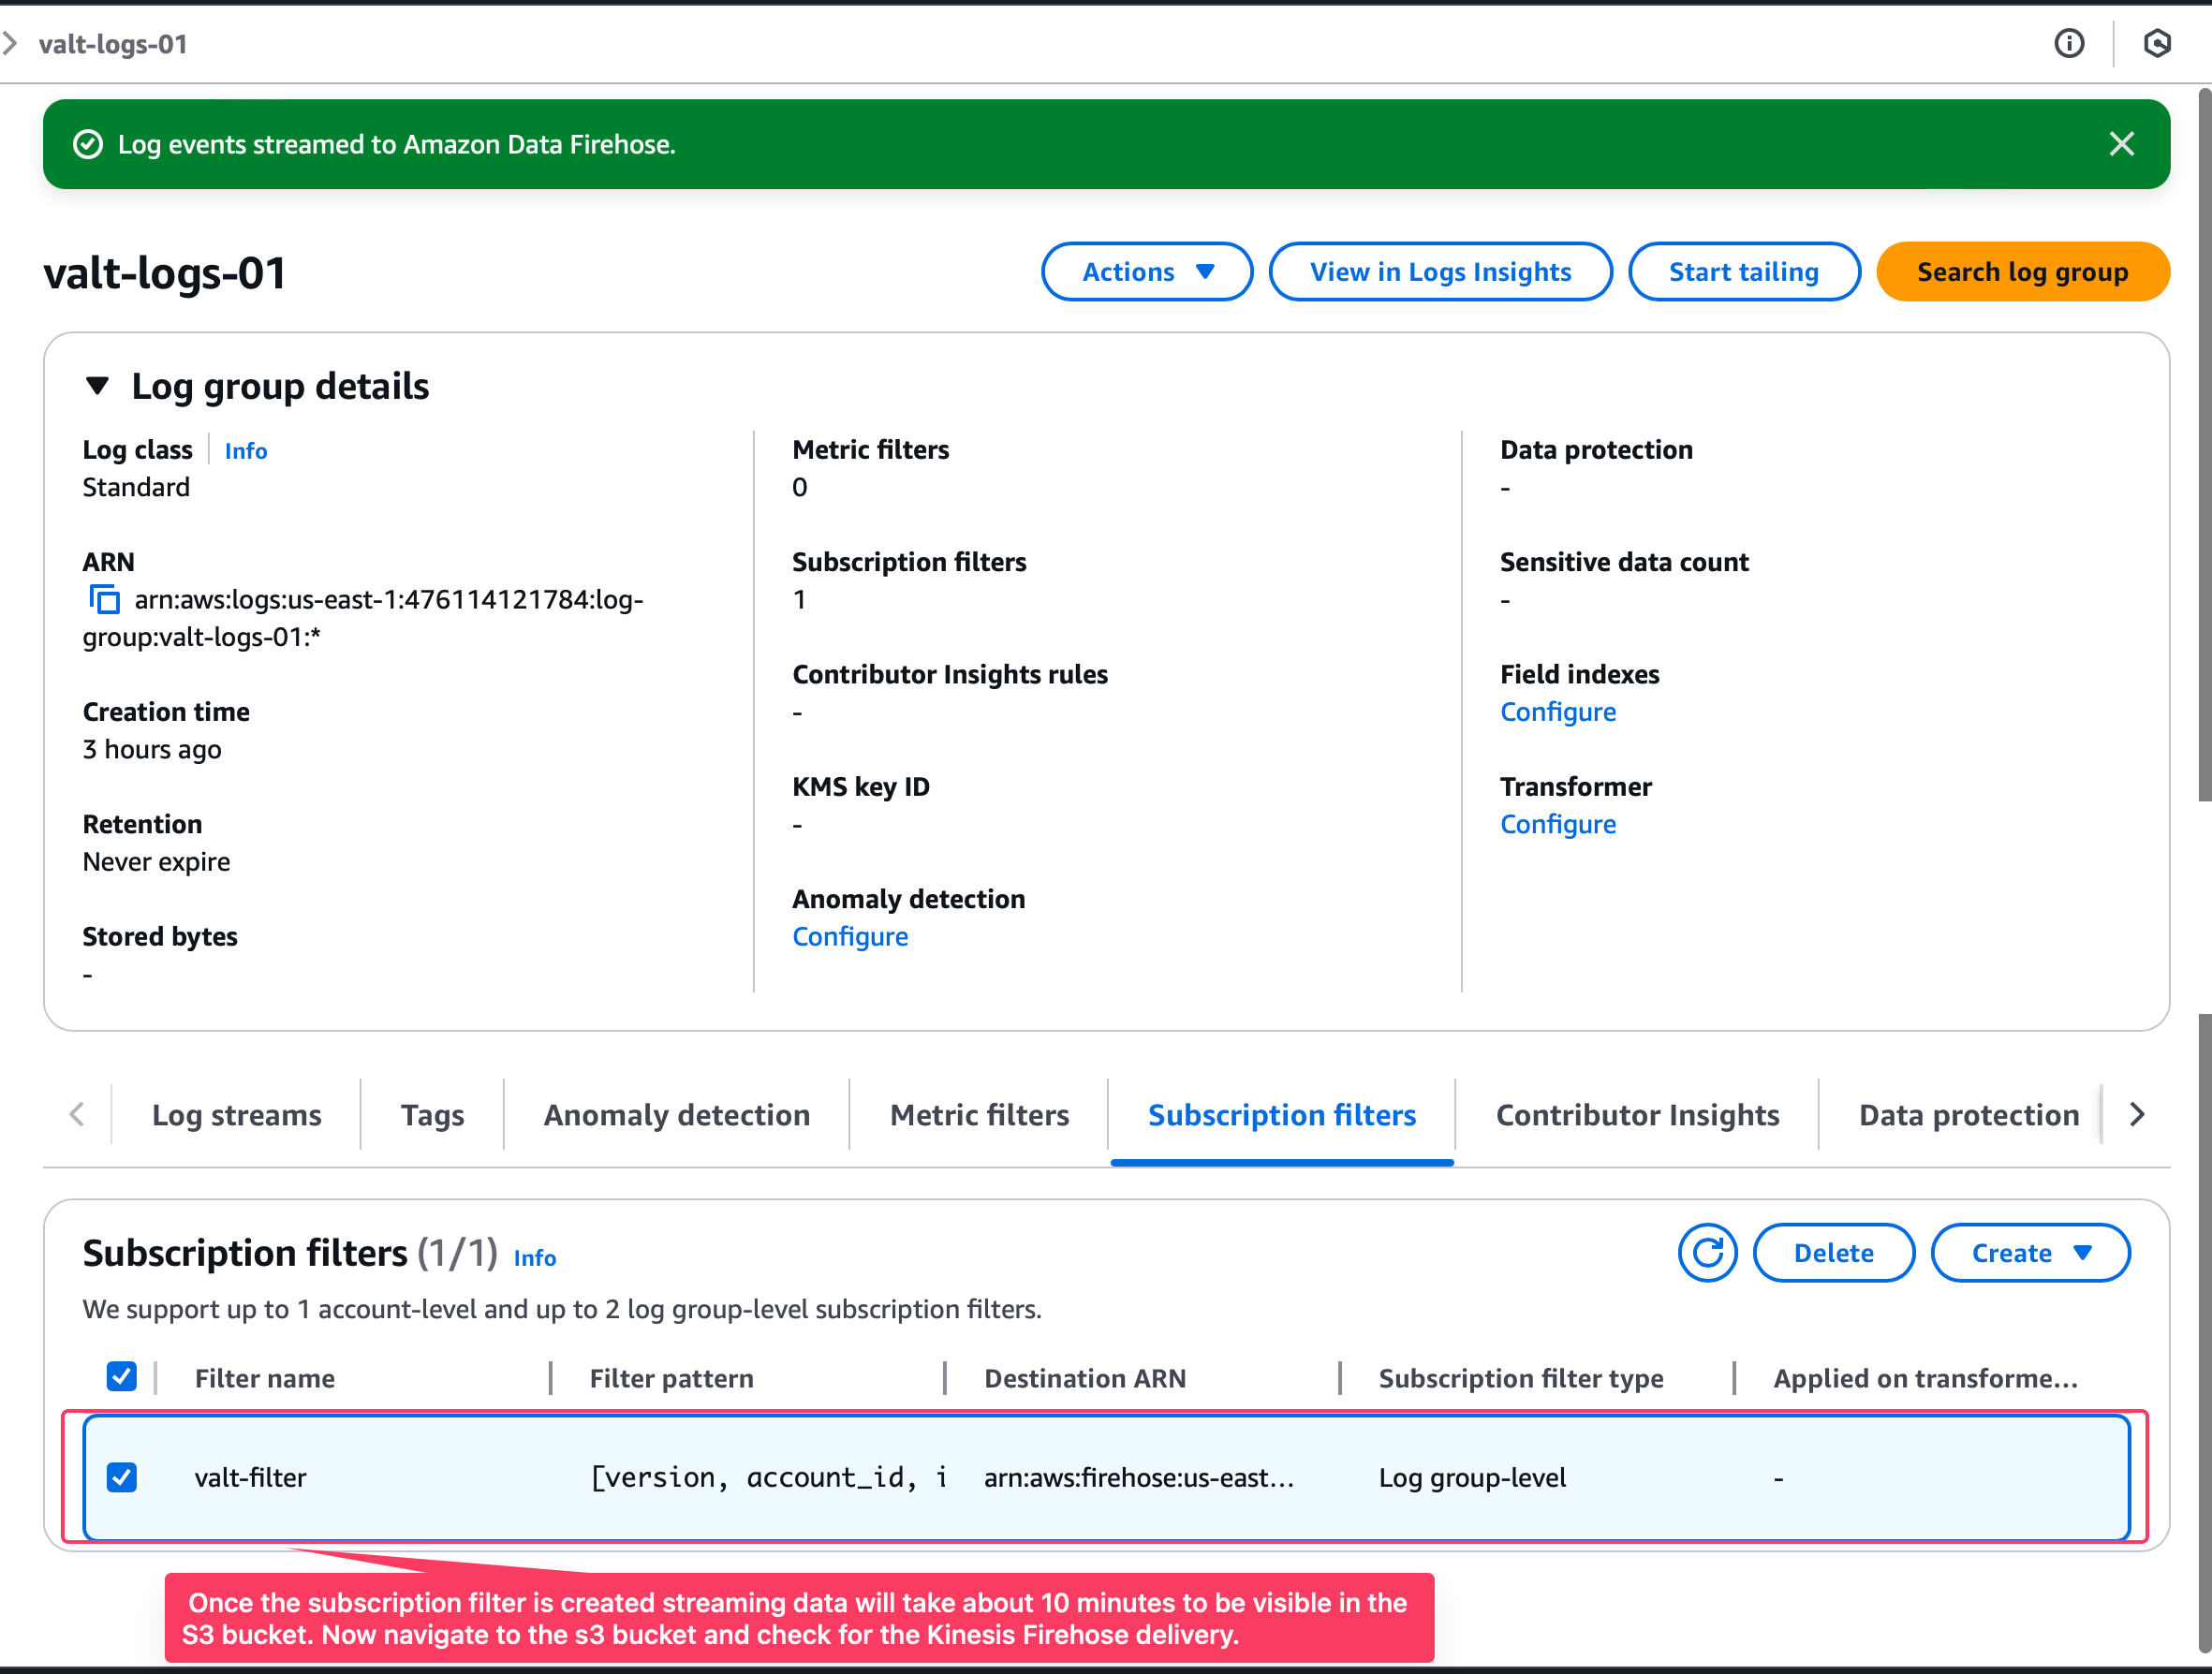 valt-logs-01
Log events streamed to Amazon Data Firehose.
valt-logs-01
Actions
View in Logs Insights
Start tailing
Search log group
Log group details
Log class
Info
Standard
ARN
arn:aws:logs:us-east-1:476114121784:log-
group:valt-logs-01:*
Creation time
3 hours ago
Retention
Never expire
Stored bytes
-
Metric filters
0
Subscription filters
1
Contributor Insights rules
-
KMS key ID
-
Anomaly detection
Configure
Data protection
-
Sensitive data count
-
Field indexes
Configure
Transformer
Configure
Log streams
Tags
Anomaly detection
Metric filters
Subscription filters
Contributor Insights
Data protection
Subscription filters (1/1) Info
Delete
Create
We support up to 1 account-level and up to 2 log group-level subscription filters.
Filter name
Filter pattern
Destination ARN
Subscription filter type
Applied on transforme...
valt-filter
[version, account_id, i
arn:aws:firehose:us-east...
Log group-level
-
Once the subscription filter is created streaming data will take about 10 minutes to be visible in the
S3 bucket. Now navigate to the s3 bucket and check for the Kinesis Firehose delivery.